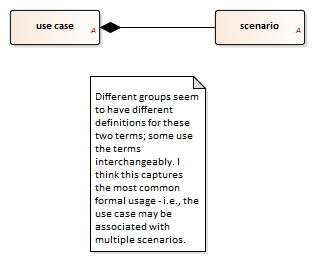 use case
A
scenario
A
Different groups seem
to have different
definitions for these
two terms; some use
the terms
interchangeably. I
think this captures
the most common
formal usage - i.e., the
use case may be
associated with
multiple scenarios.